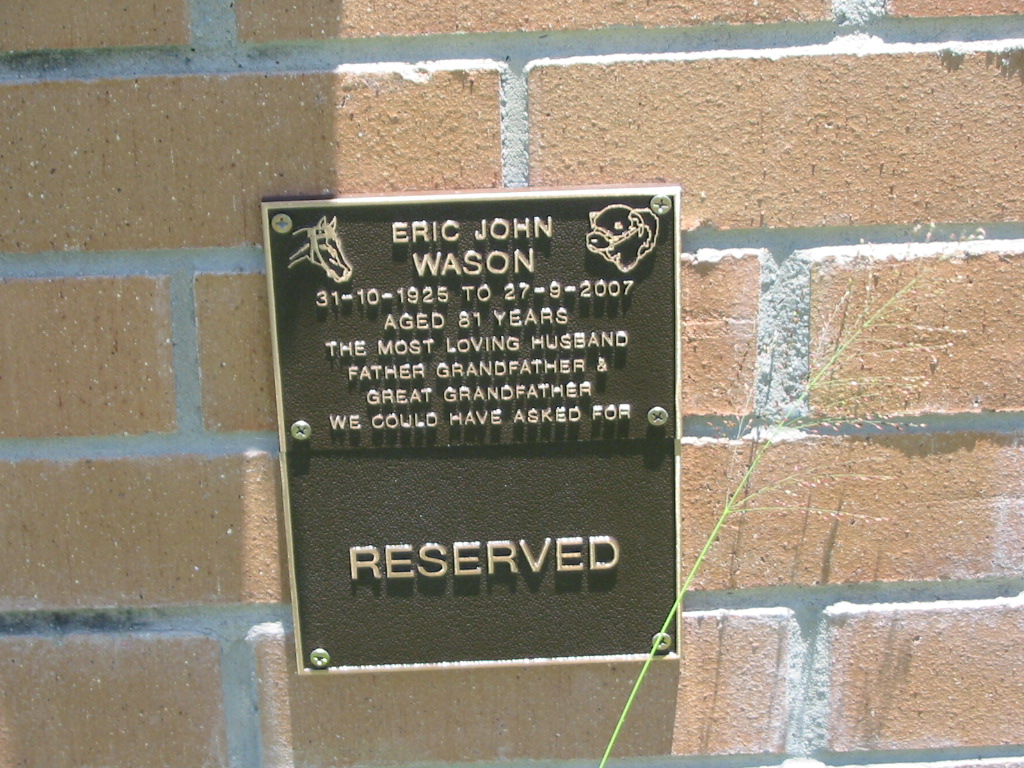 ERIC JOHN
WASON
31-10-1925 TO 27-9-2007
AGED 81 YEARS
THE MOST LOVING HUSBAND
FATHER GRANDFATHER &
GREAT GRANDFATHER
WE COULD HAVE ASKED FOR
RESERVED